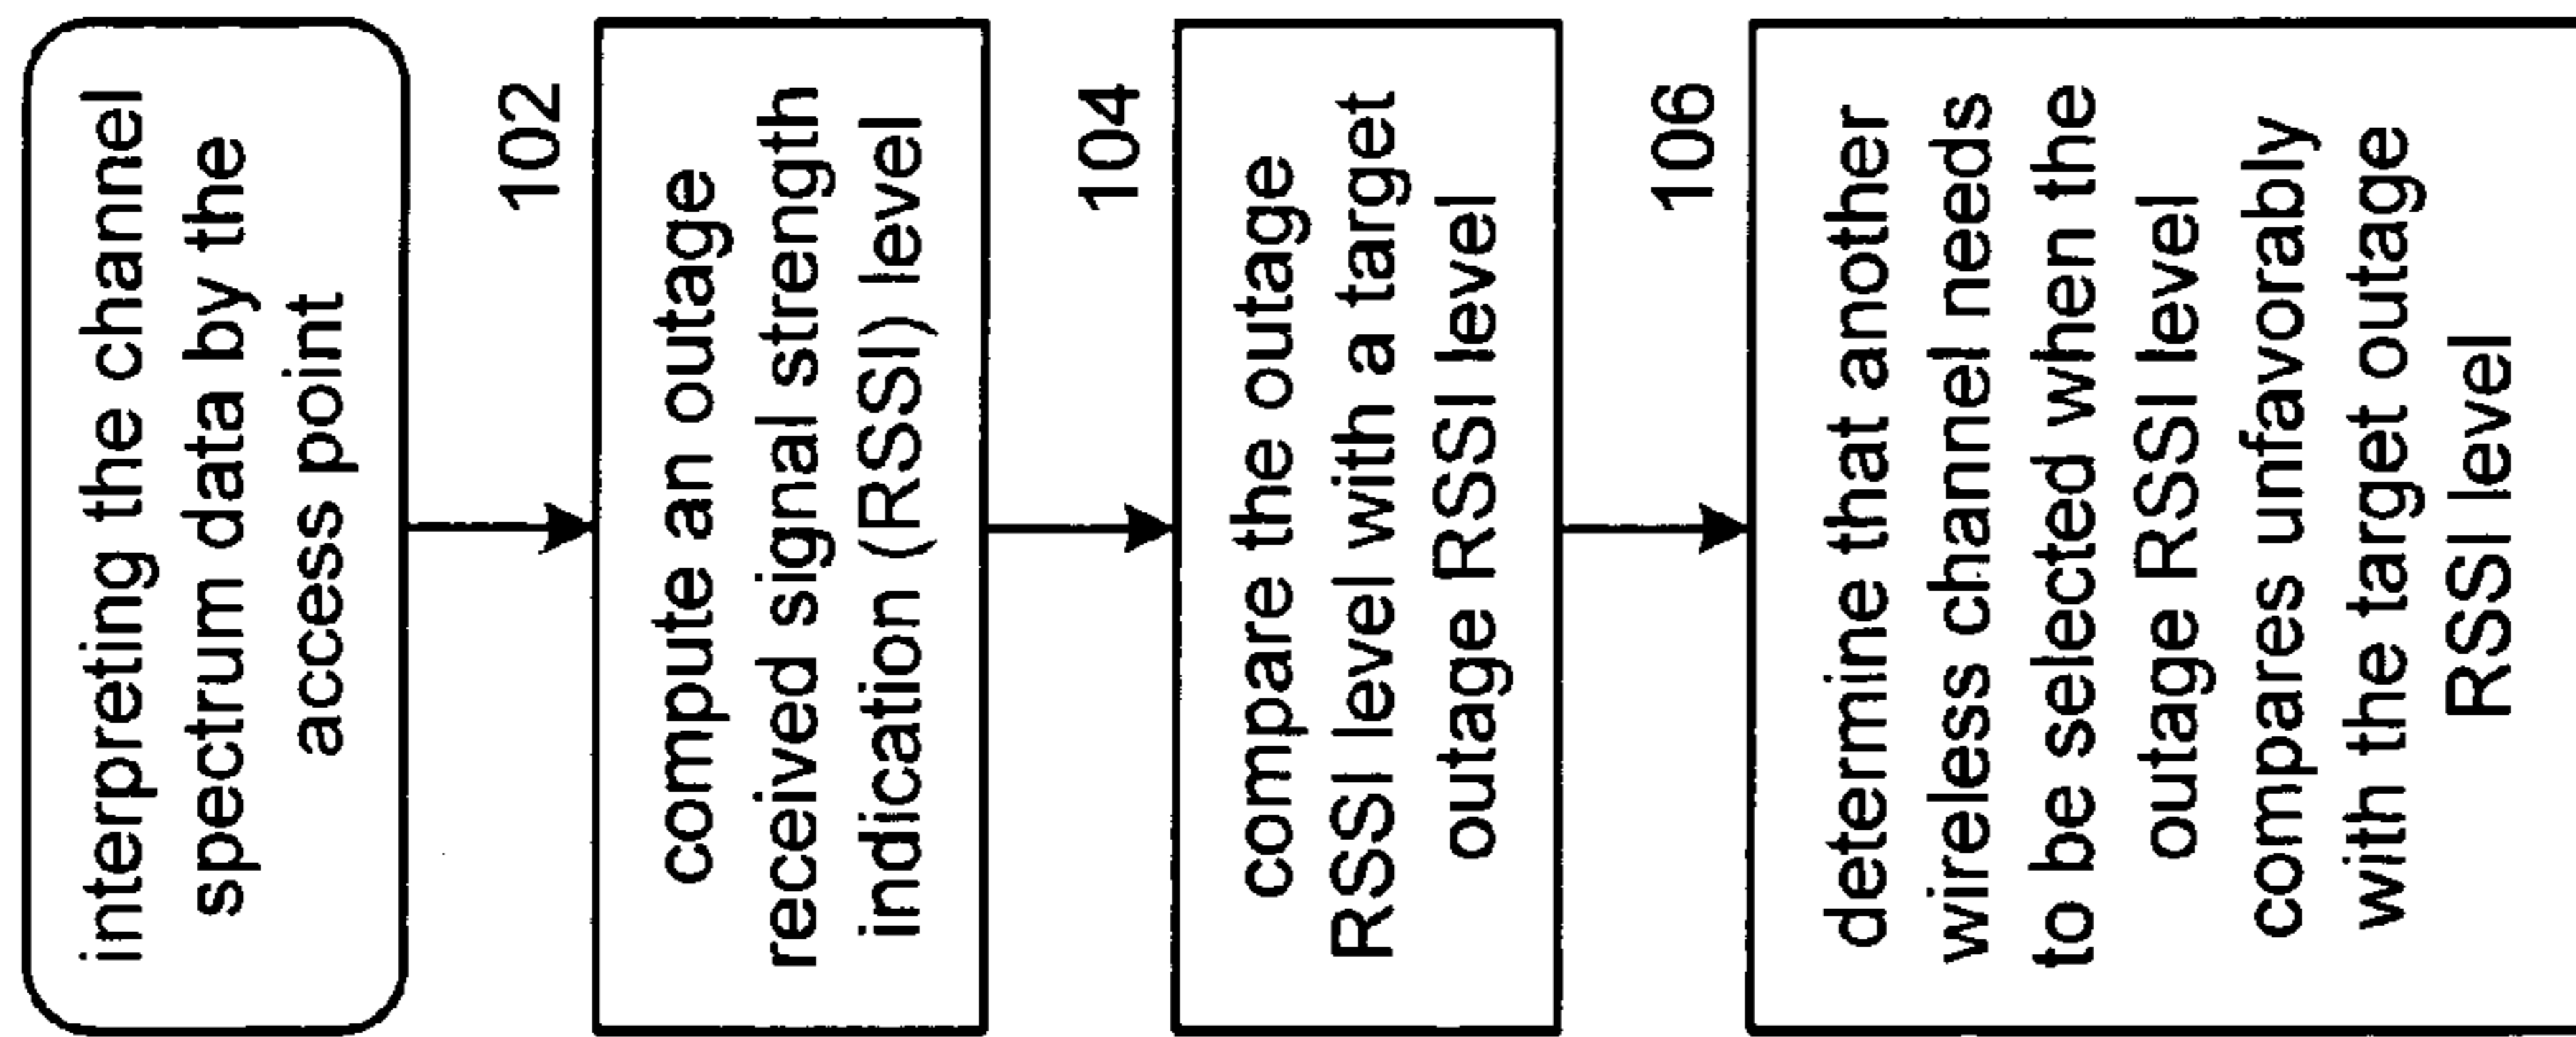 interpreting the channel
spectrum data by the
access point
102
compute an outage
received signal strength
indication (RSSI) level
104
compare the outage
RSSI level with a target
outage RSSI level
106
determine that another
wireless channel needs
to be selected when the
outage RSSI level
compares unfavorably
with the target outage
RSSI level